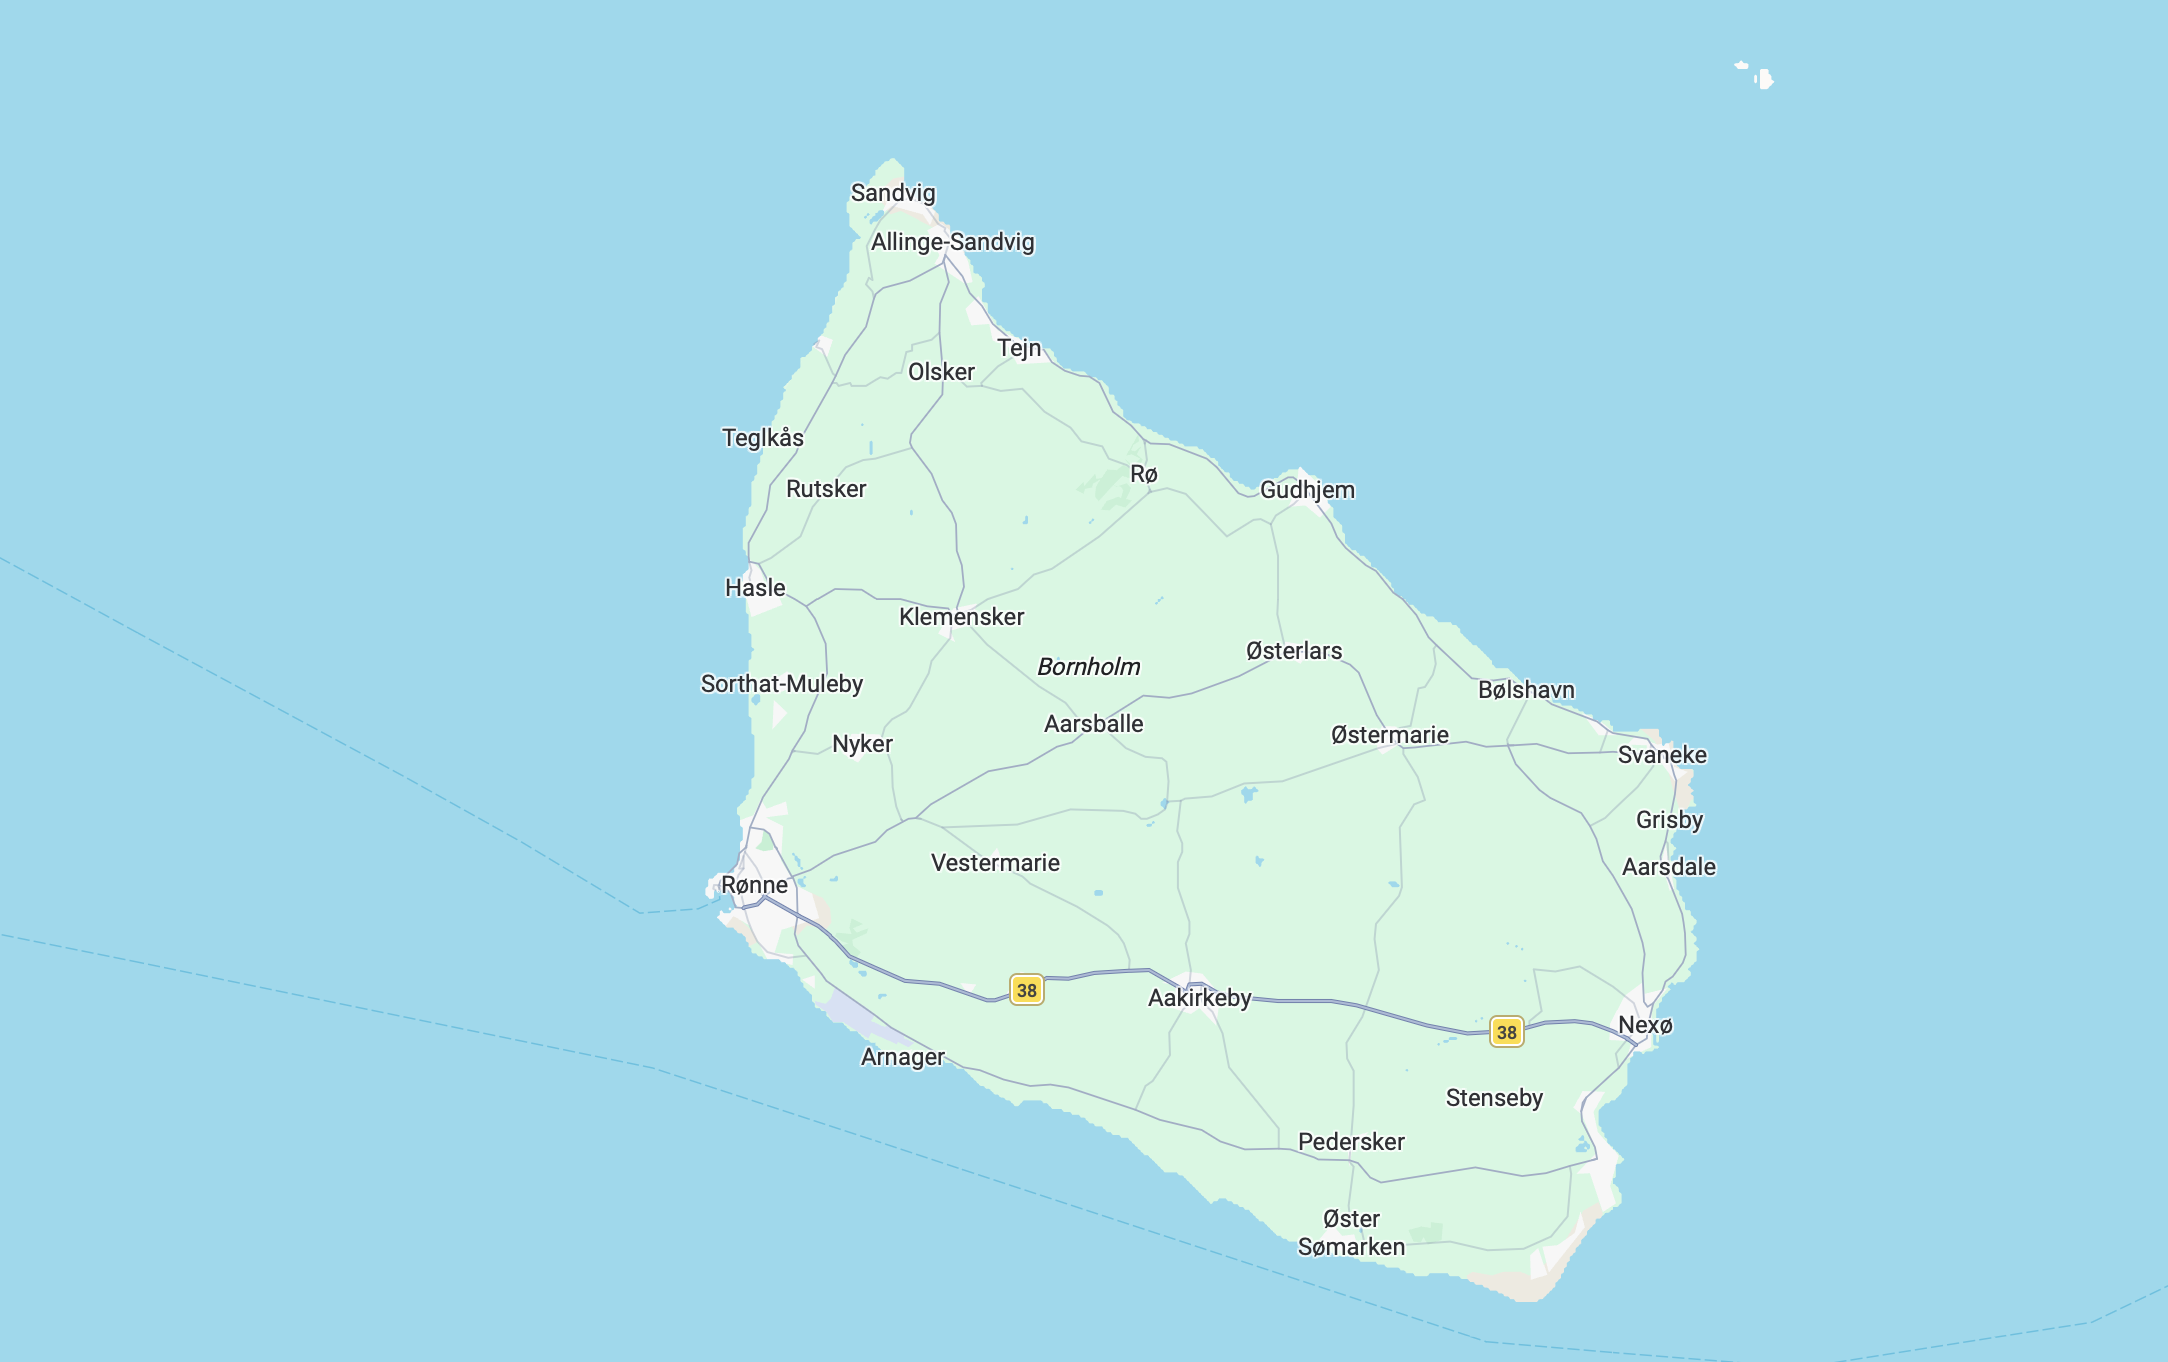 Sandvig
Allinge-Sandvig
Tejn
Olsker
Teglkås
Rø
Rutsker
Gudhjem
Hasle
Klemensker
Østerlars
Bornholm
Sorthat-Muleby
Bølshavn
Aarsballe
Østermarie
Nyker
Svaneke
Grisby
Vestermarie
Aarsdale
Rønne
38
Aakirkeby
Nexø
38
Arnager
Stenseby
Pedersker
Øster
Sømarken